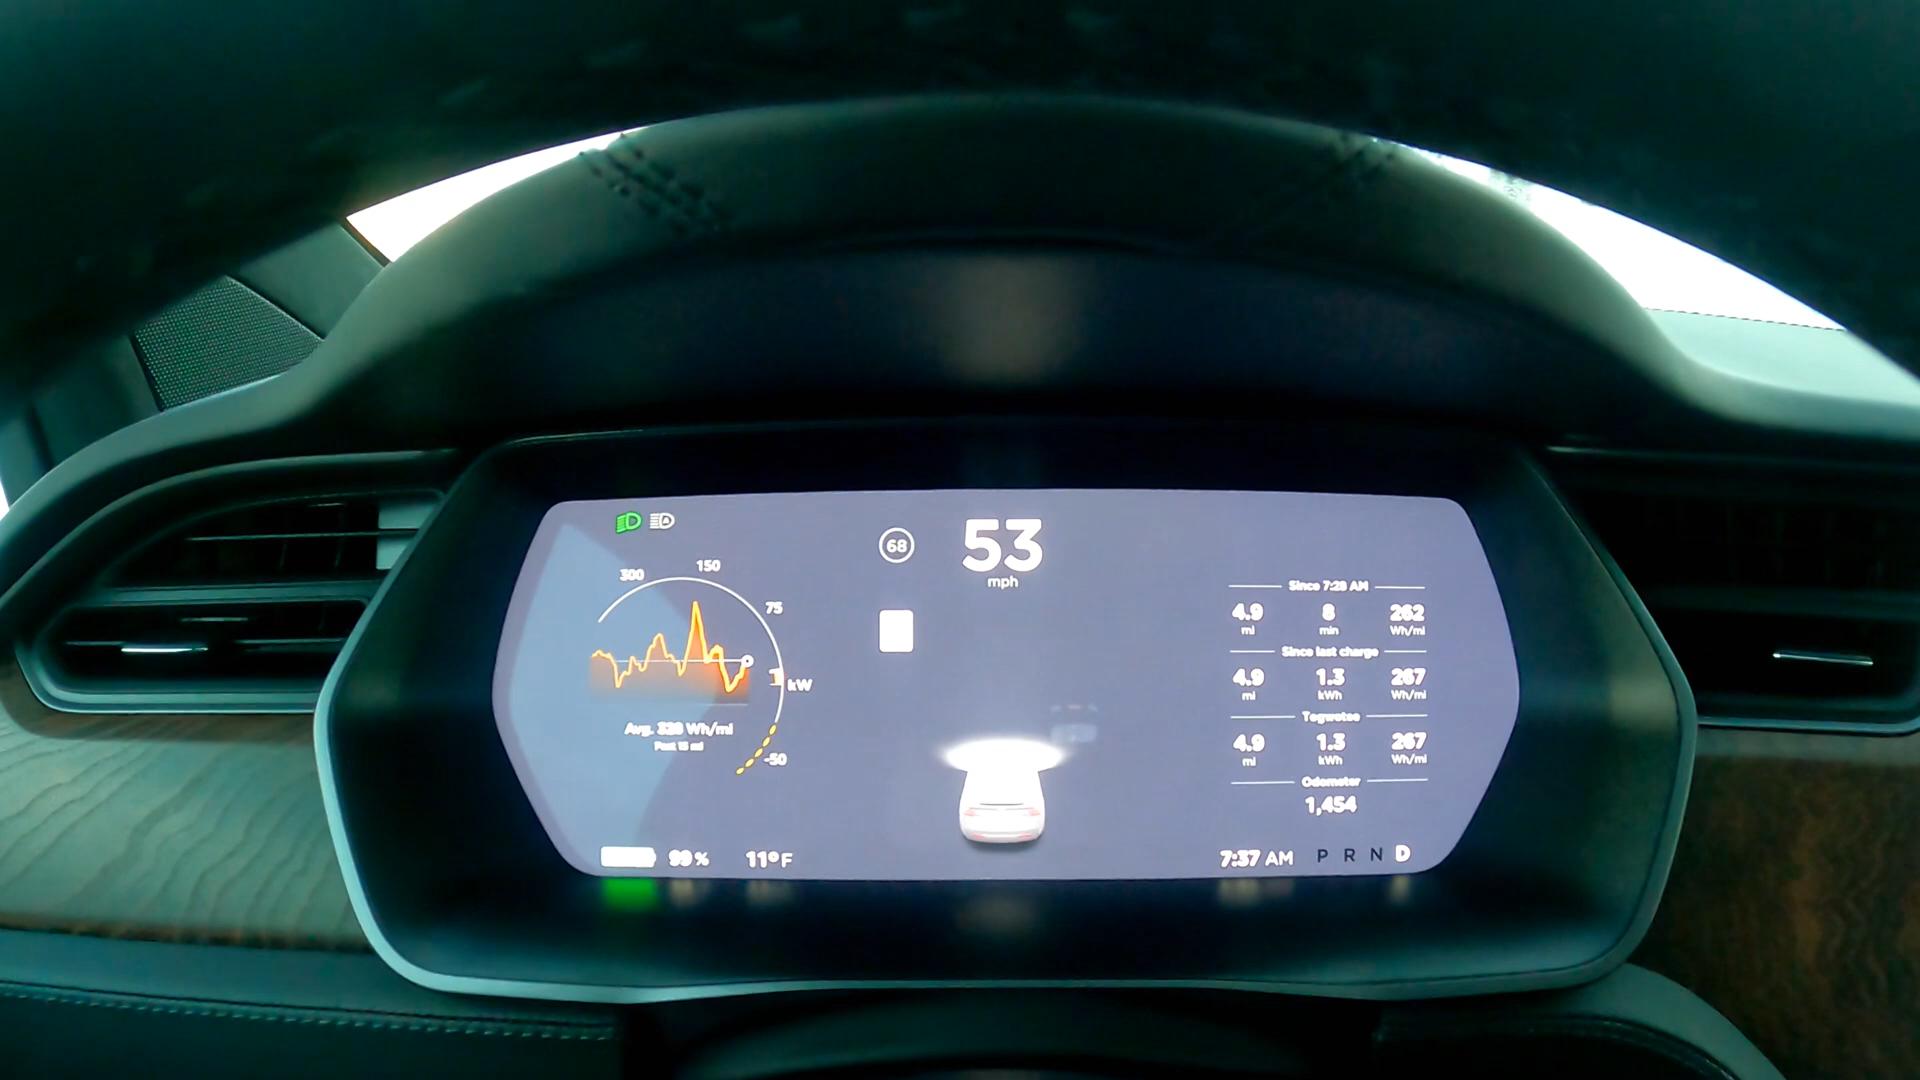 68
53
mph
300
150
75
kW
-50
Avg. 328 Wh/mi
Past 15 mi
Since 7:28 AM
4.9 8 262
mi min Wh/mi
Since last charge
4.9 1.3 267
mi kWh Wh/mi
4.9 1.3 267
mi kWh Wh/mi
Odometer
1,454
99 % 11°F
7:37 AM P R N D